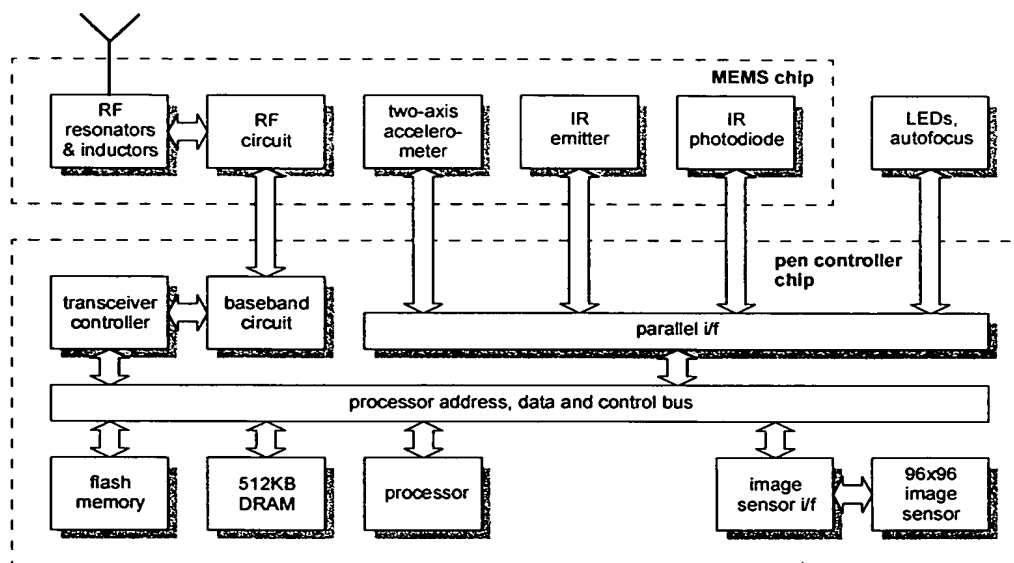 MEMS chip
RF
resonators
& inductors
RF
circuit
two-axis
accelero-
meter
IR
emitter
IR
photodiode
LEDs,
autofocus
pen controller
chip
transceiver
controller
baseband
circuit
parallel i/f
processor address, data and control bus
flash
memory
512KB
DRAM
processor
image
sensor i/f
96x96
image
sensor